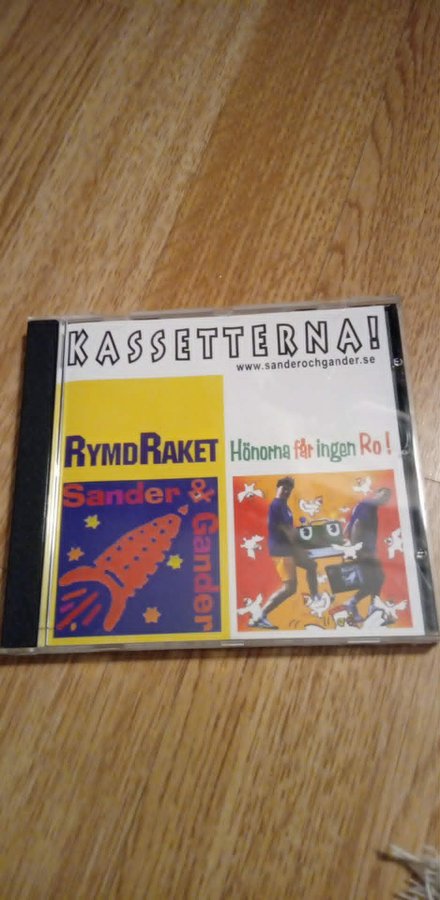 KASSETTERNA!
www.sanderochgander.se
RYMDRAKET
Hönorna får ingen Ro!
Sander & Gander